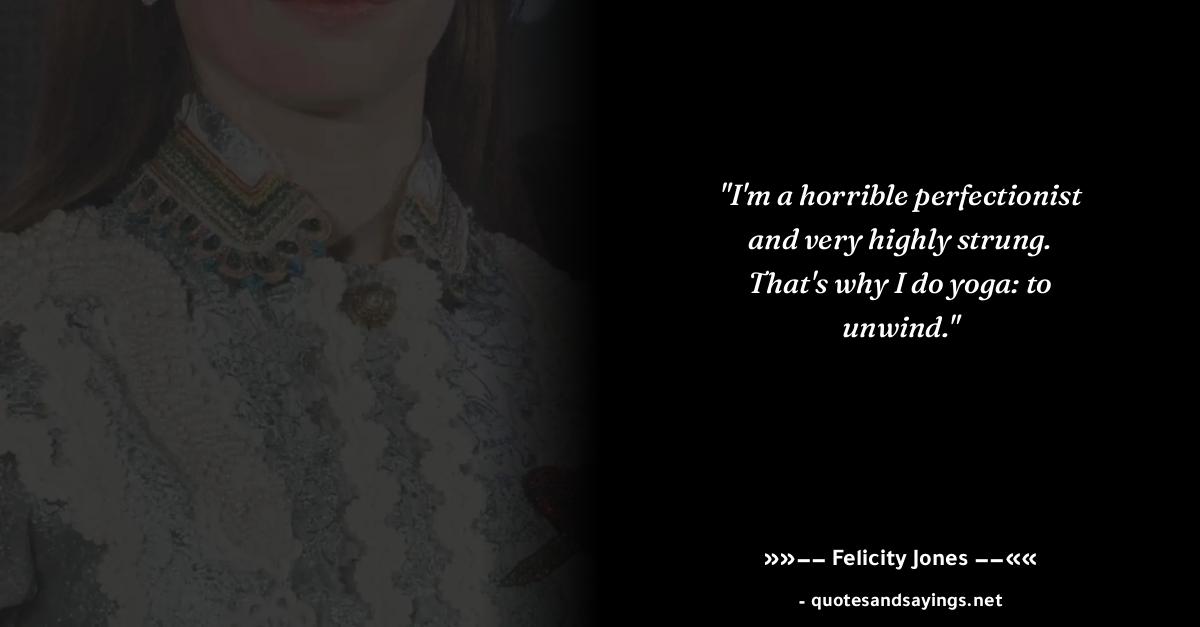 "I'm a horrible perfectionist
and very highly strung.
That's why I do yoga: to
unwind."
»»−− Felicity Jones −−««
- quotesandsayings.net